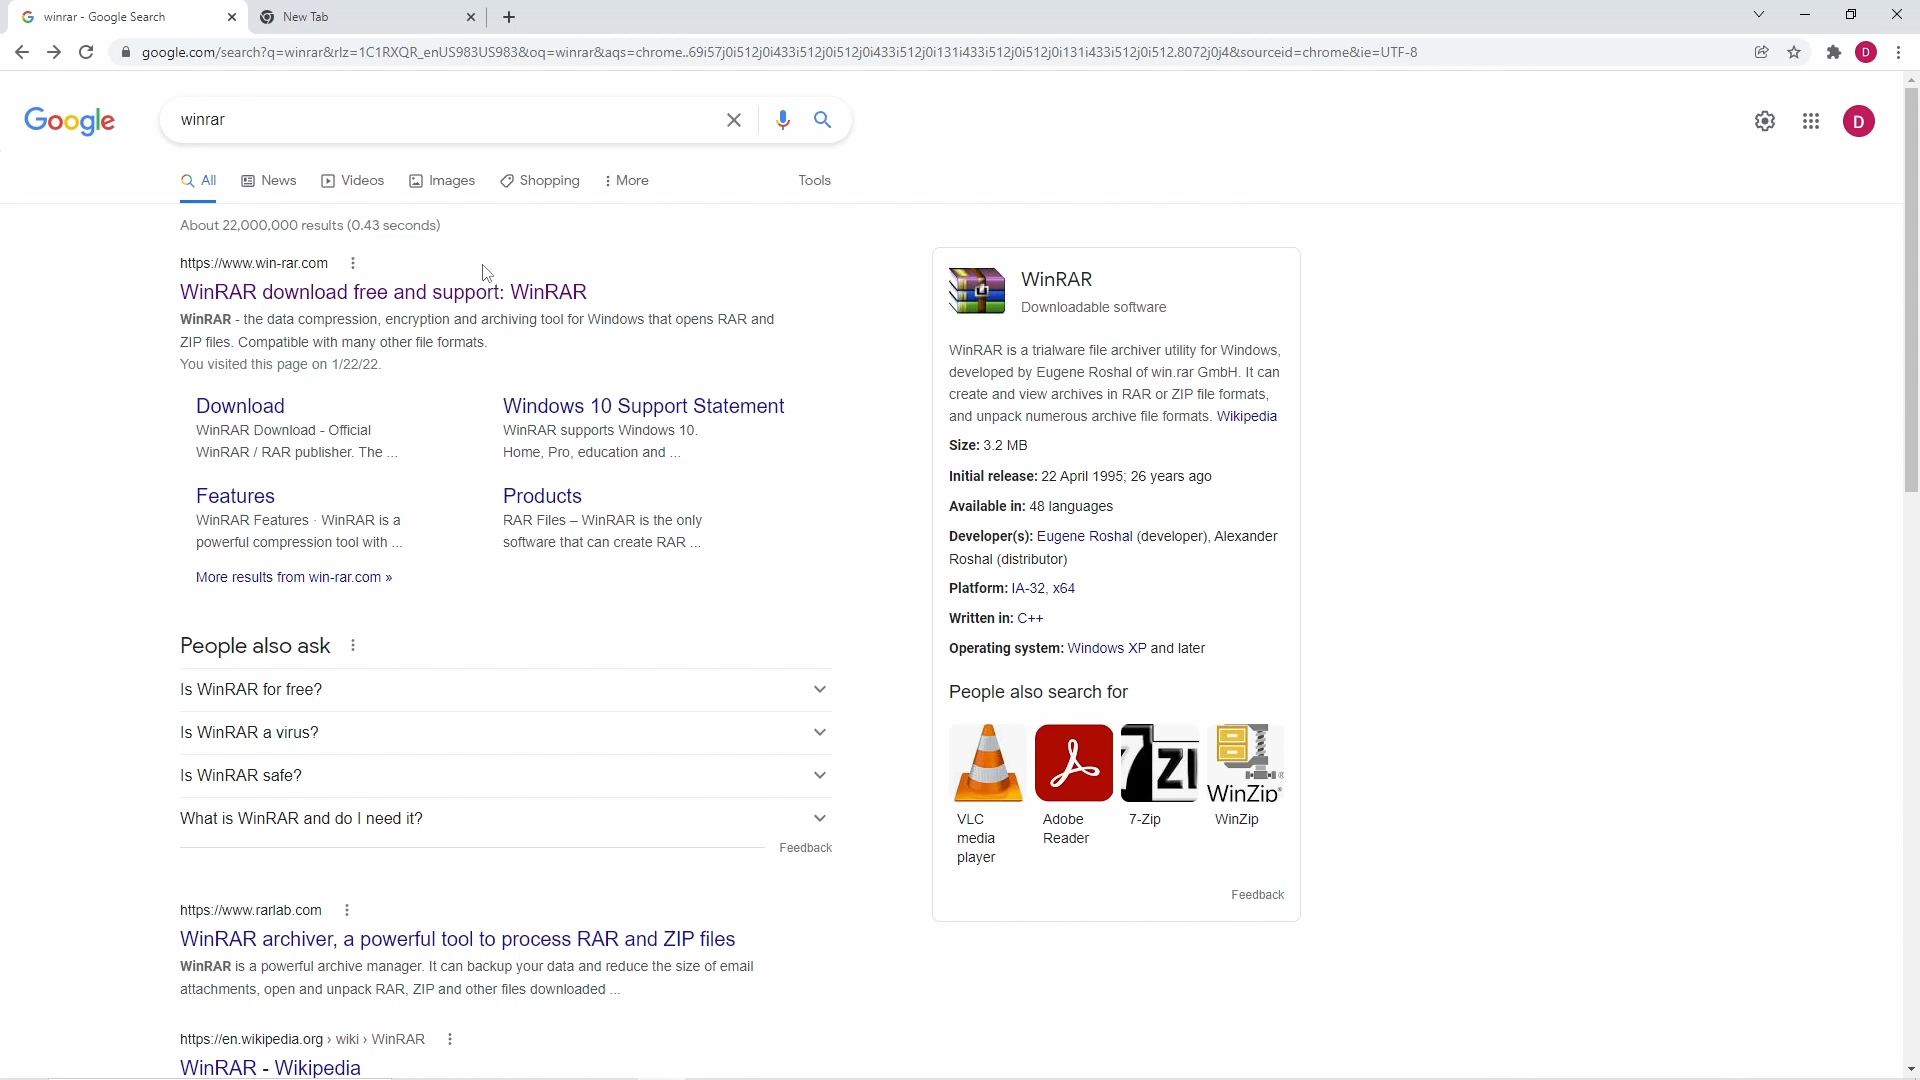 winrar - Google Search
New Tab
google.com/search?q=winrar&rlz=1C1RXQR_enUS983US983&oq=winrar&aqs=chrome..69i57j0i512j0i433i512j0i512j0i433i512j0i131i433i512j0i512j0i131i433i512j0i512.8072j0j4&sourceid=chrome&ie=UTF-8
D
Google
winrar
D
All
News
Videos
Images
Shopping
More
Tools
About 22,000,000 results (0.43 seconds)
https://www.win-rar.com
WinRAR download free and support: WinRAR
WinRAR - the data compression, encryption and archiving tool for Windows that opens RAR and
ZIP files. Compatible with many other file formats.
You visited this page on 1/22/22.
Download
WinRAR Download - Official
WinRAR / RAR publisher. The ...
Windows 10 Support Statement
WinRAR supports Windows 10.
Home, Pro, education and ...
Features
WinRAR Features · WinRAR is a
powerful compression tool with ...
Products
RAR Files – WinRAR is the only
software that can create RAR ...
More results from win-rar.com »
People also ask
Is WinRAR for free?
Is WinRAR a virus?
Is WinRAR safe?
What is WinRAR and do I need it?
Feedback
https://www.rarlab.com
WinRAR archiver, a powerful tool to process RAR and ZIP files
WinRAR is a powerful archive manager. It can backup your data and reduce the size of email
attachments, open and unpack RAR, ZIP and other files downloaded ...
https://en.wikipedia.org › wiki › WinRAR
WinRAR - Wikipedia
WinRAR
Downloadable software
WinRAR is a trialware file archiver utility for Windows,
developed by Eugene Roshal of win.rar GmbH. It can
create and view archives in RAR or ZIP file formats,
and unpack numerous archive file formats. Wikipedia
Size: 3.2 MB
Initial release: 22 April 1995; 26 years ago
Available in: 48 languages
Developer(s): Eugene Roshal (developer), Alexander
Roshal (distributor)
Platform: IA-32, x64
Written in: C++
Operating system: Windows XP and later
People also search for
7ZI
WinZip
VLC
media
player
Adobe
Reader
7-Zip
WinZip
Feedback